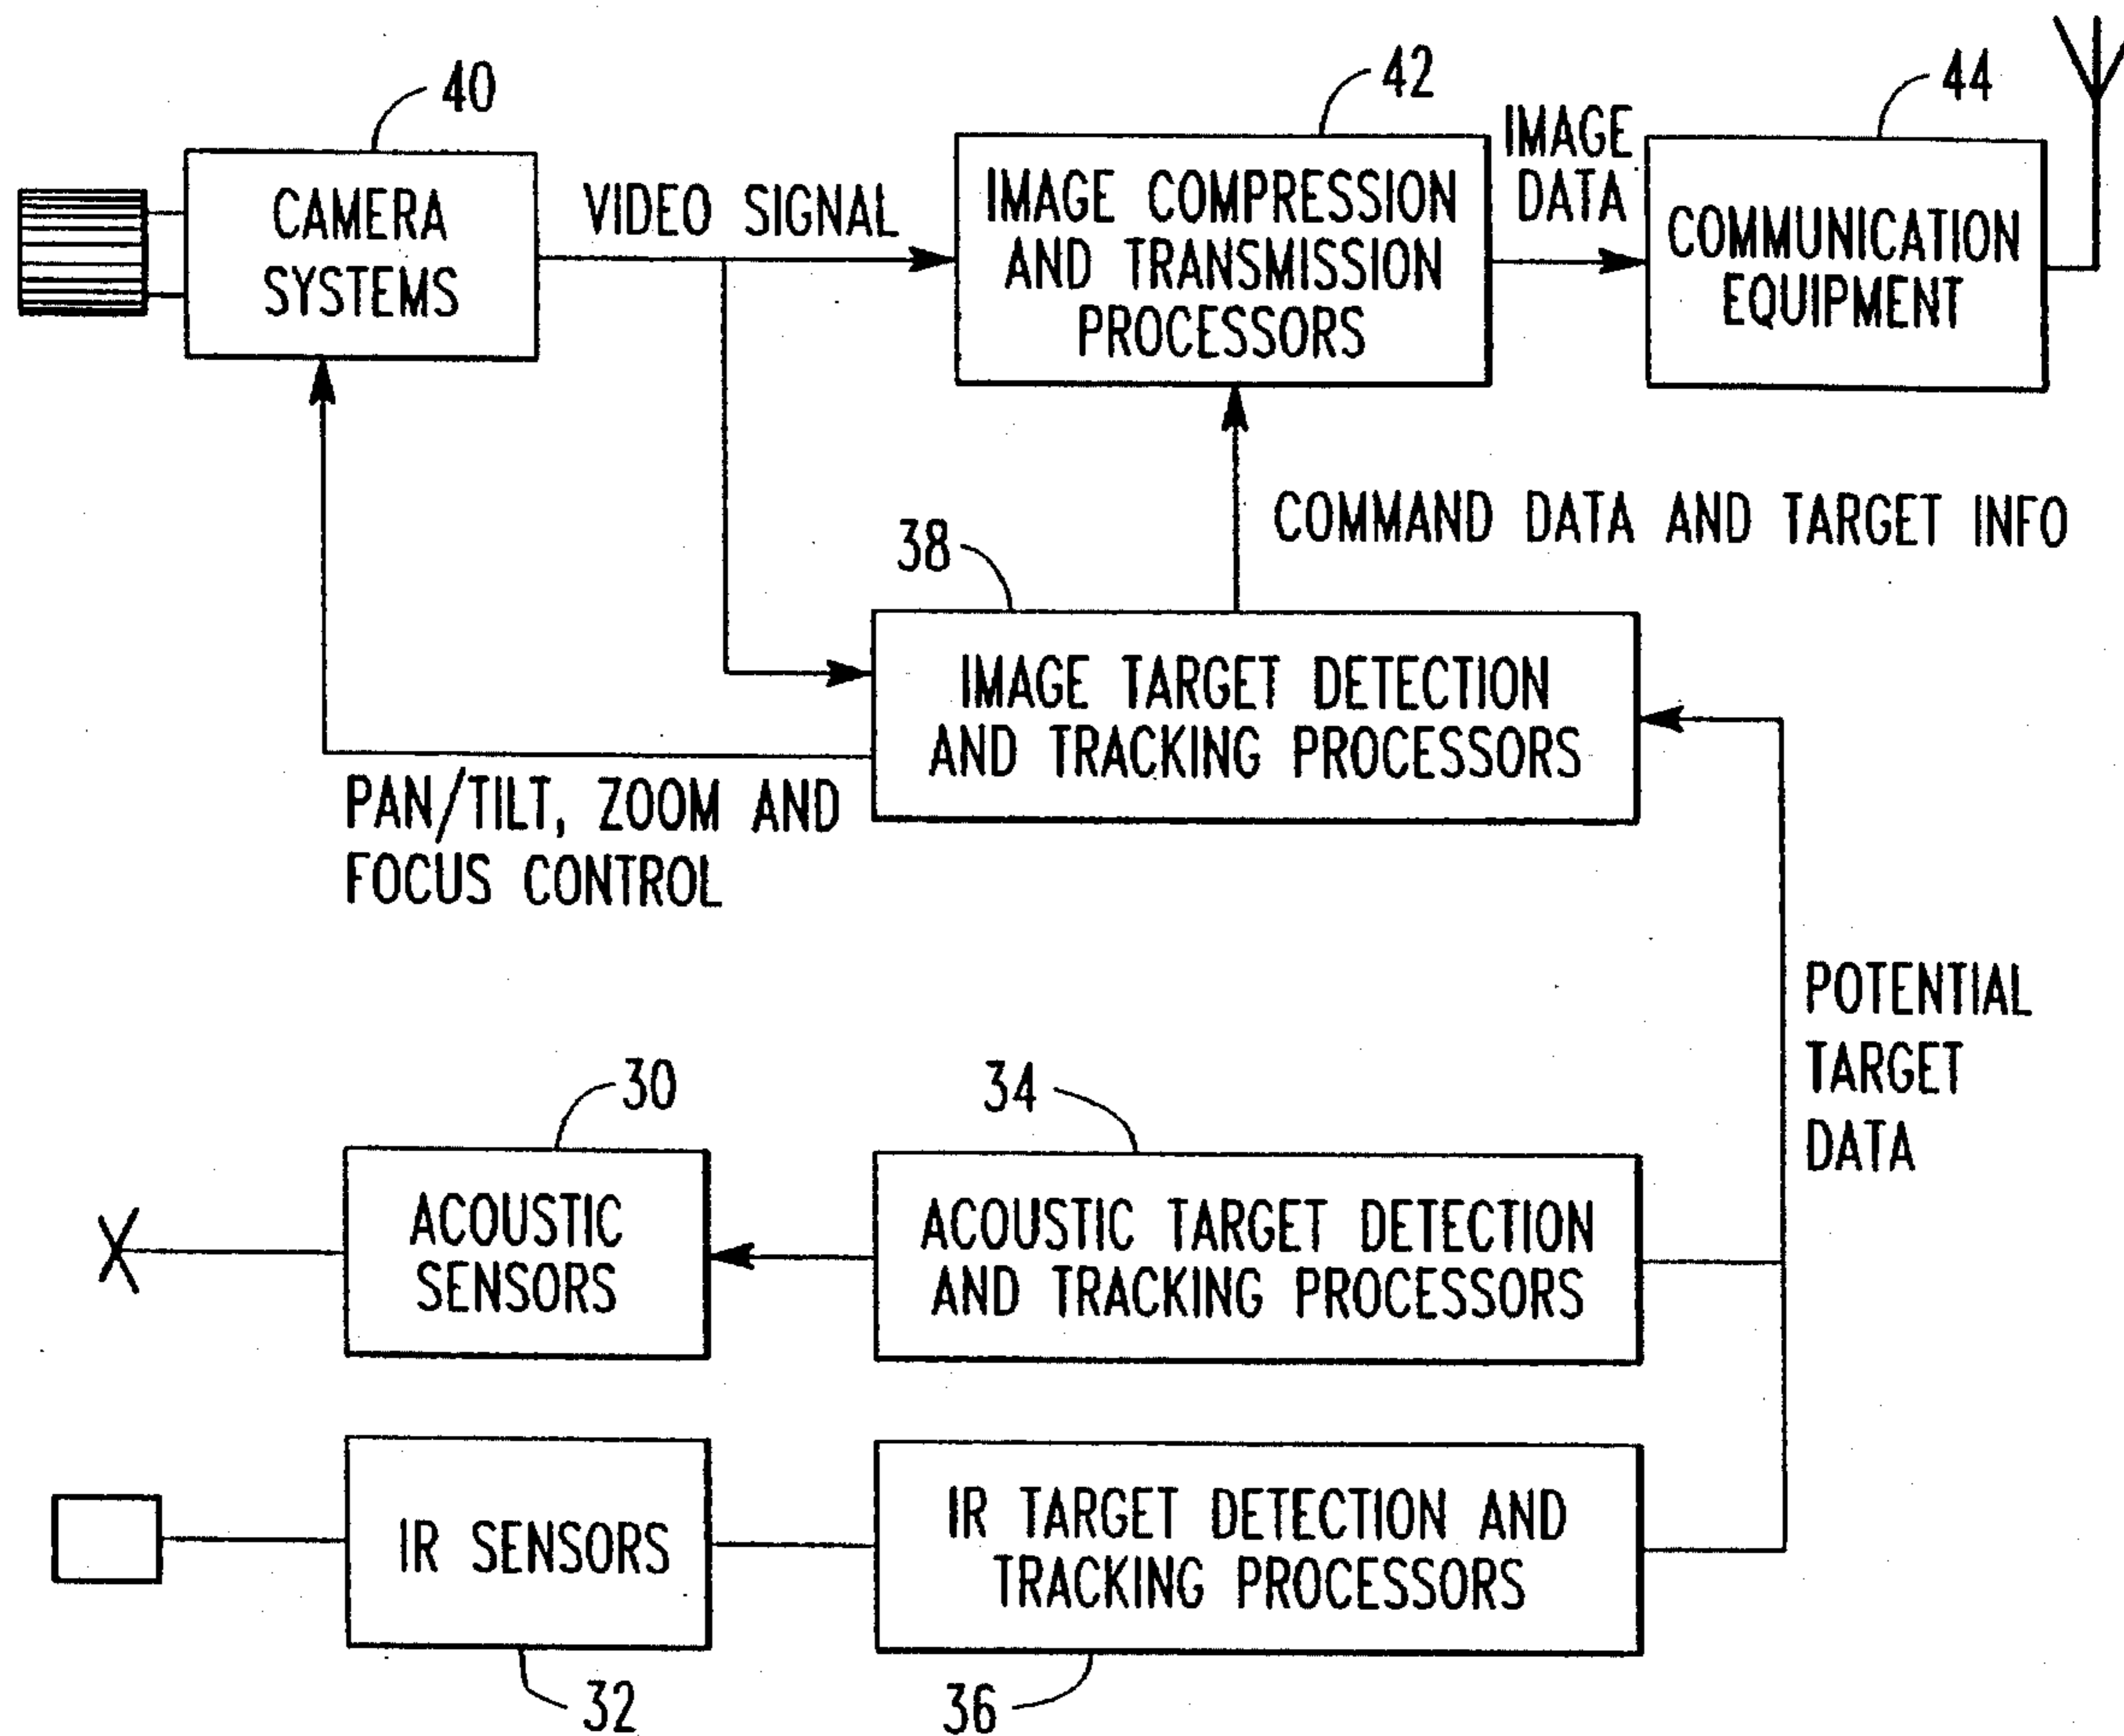 40
CAMERA
SYSTEMS
VIDEO SIGNAL
42
IMAGE COMPRESSION
AND TRANSMISSION
PROCESSORS
IMAGE
DATA
44
COMMUNICATION
EQUIPMENT
COMMAND DATA AND TARGET INFO
38
IMAGE TARGET DETECTION
AND TRACKING PROCESSORS
PAN/TILT, ZOOM AND
FOCUS CONTROL
POTENTIAL
TARGET
DATA
30
ACOUSTIC
SENSORS
34
ACOUSTIC TARGET DETECTION
AND TRACKING PROCESSORS
IR SENSORS
32
IR TARGET DETECTION AND
TRACKING PROCESSORS
36